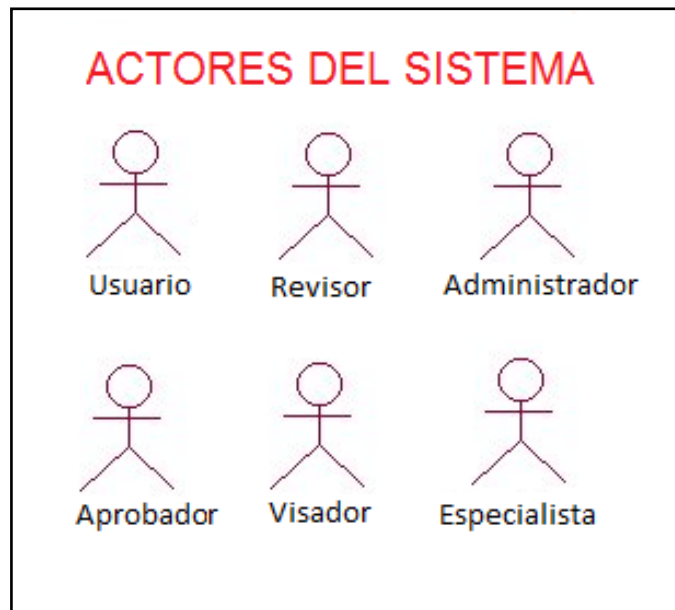 ACTORES DEL SISTEMA
Usuario Revisor Administrador
Aprobador Visador Especialista